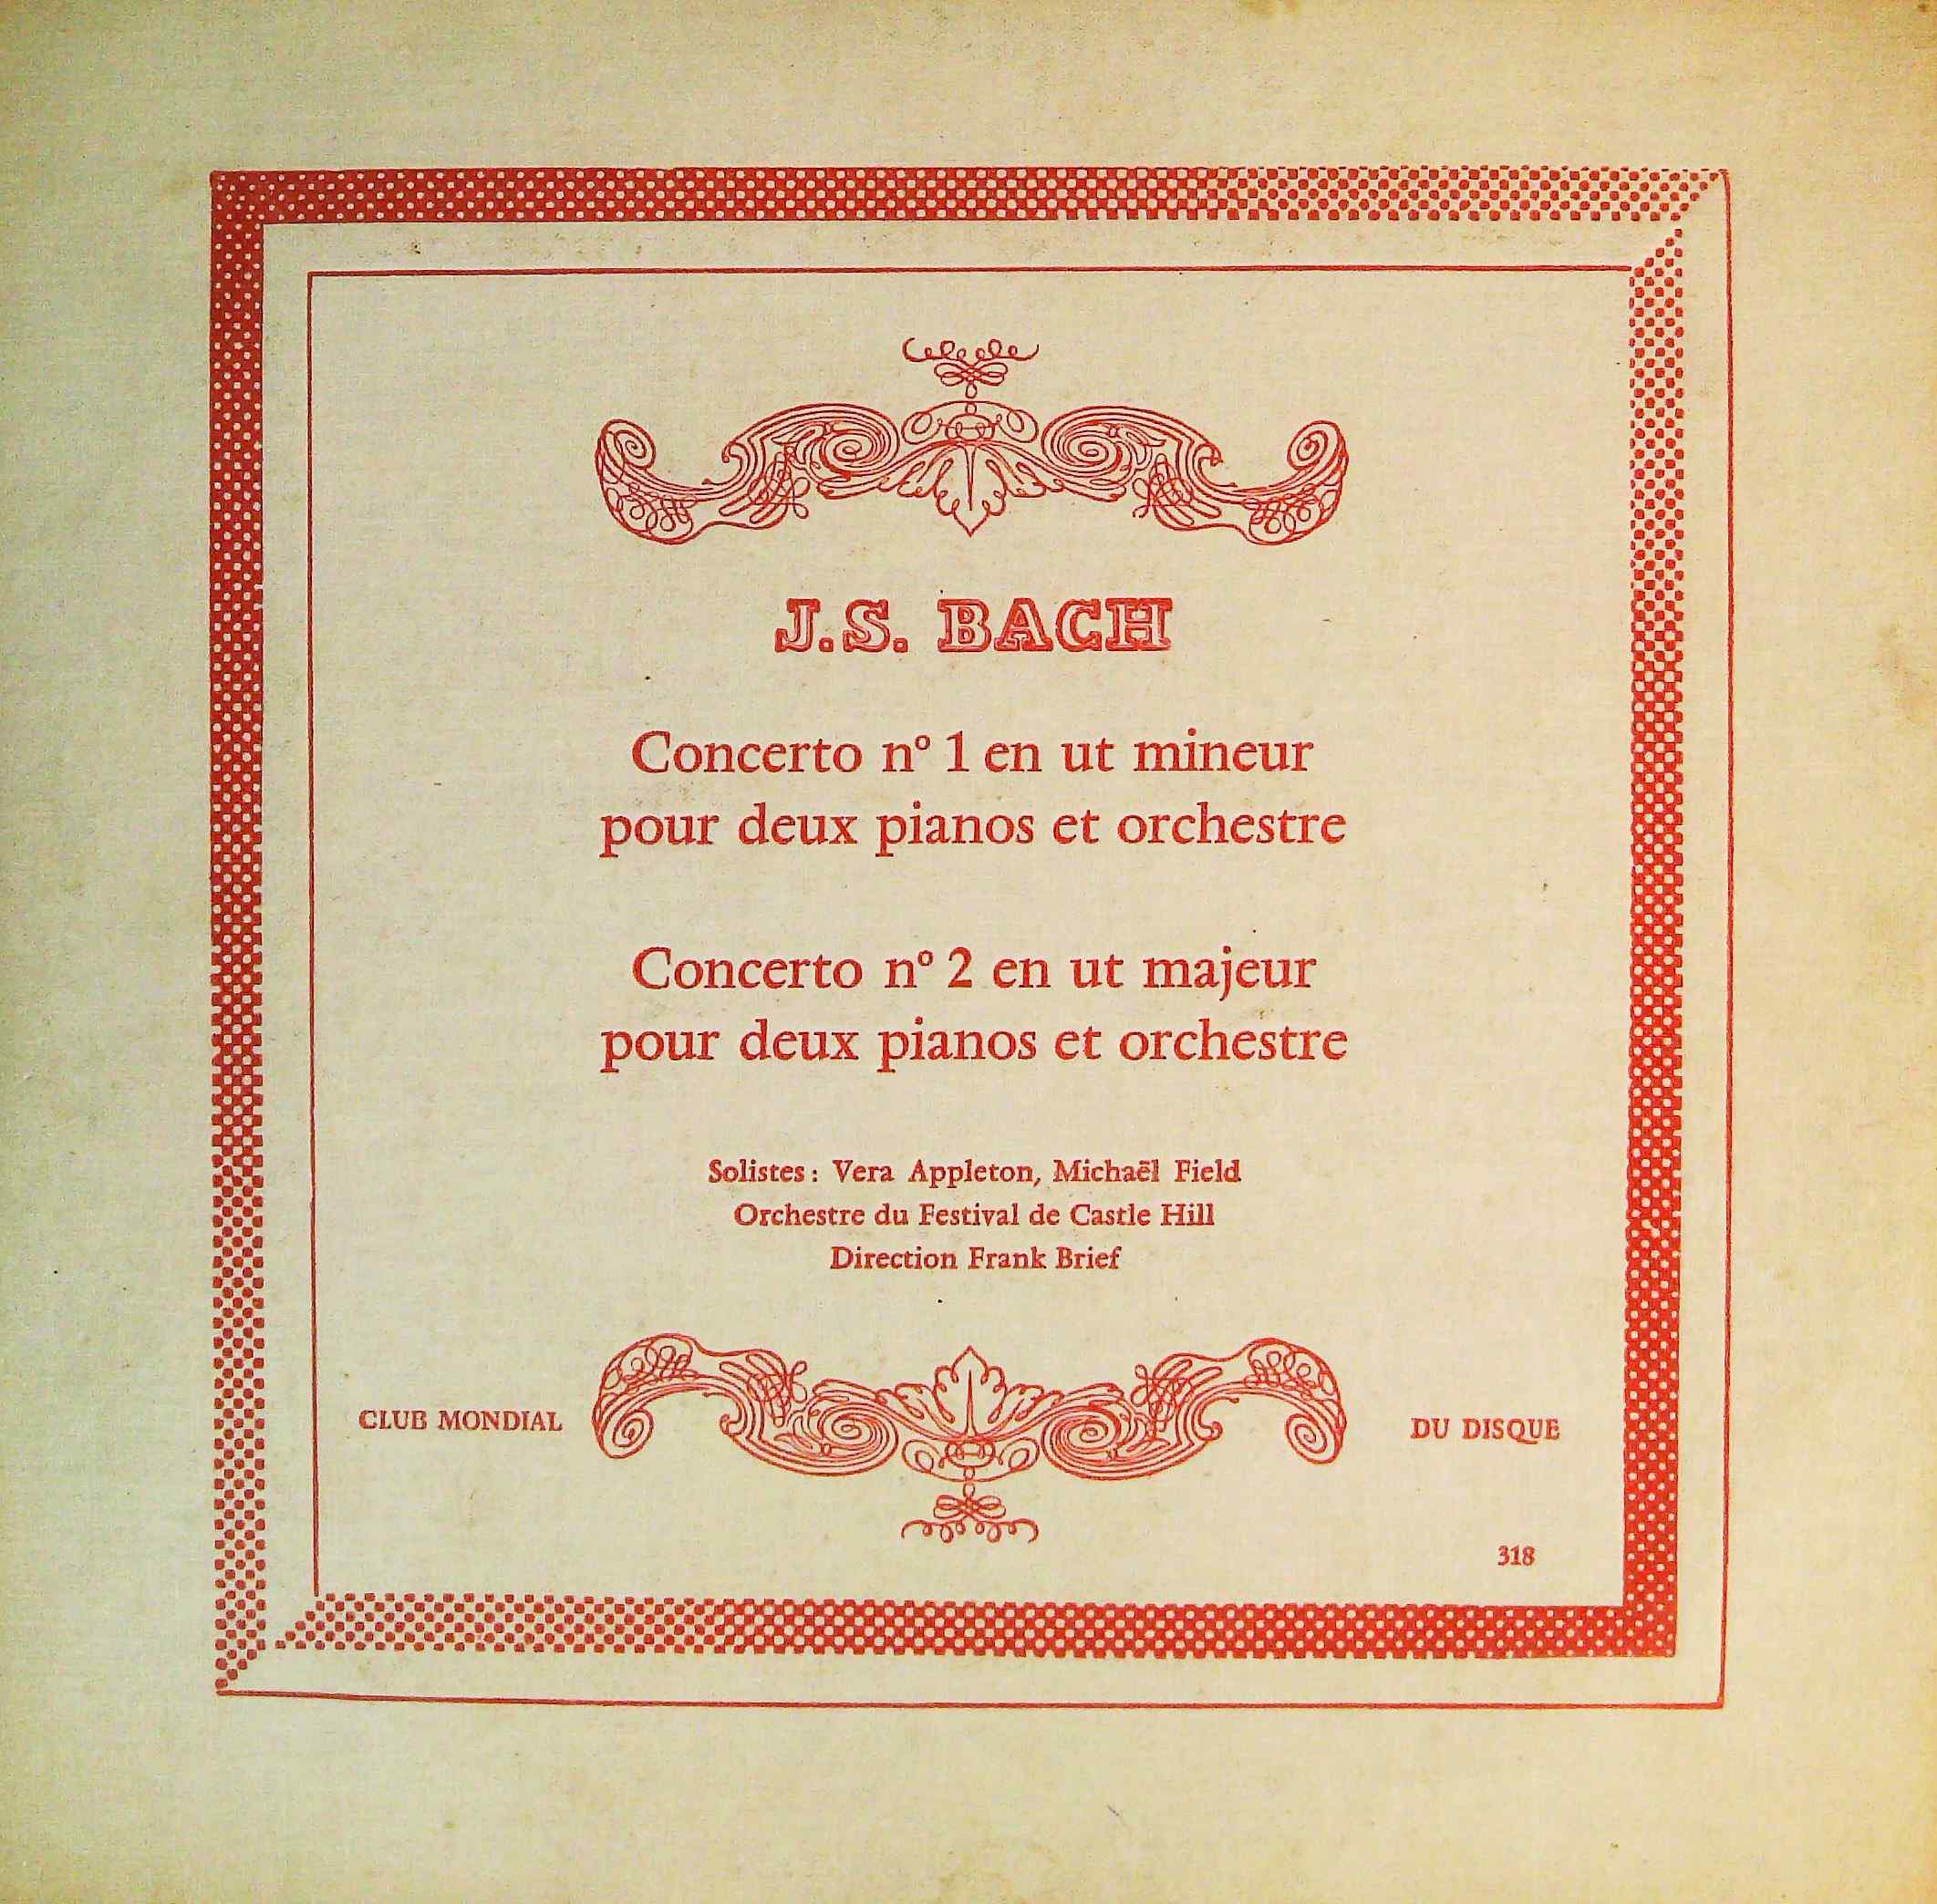 J.S. BACH
Concerto nº 1 en ut mineur
pour deux pianos et orchestre
Concerto nº 2 en ut majeur
pour deux pianos et orchestre
Solistes : Vera Appleton, Michaël Field
Orchestre du Festival de Castle Hill
Direction Frank Brief
CLUB MONDIAL
DU DISQUE
318